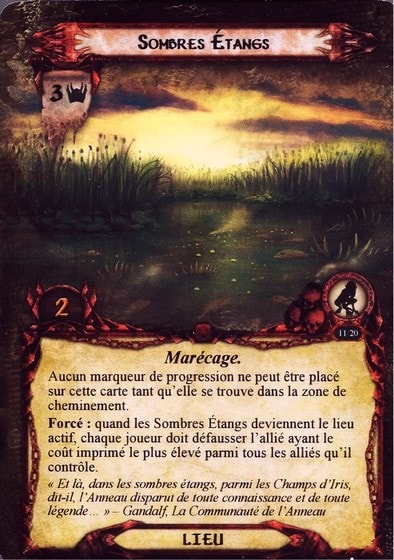 Sombres Étangs
3
2
11-20
Marécage.
Aucun marqueur de progression ne peut être placé
sur cette carte tant qu'elle se trouve dans la zone de
cheminement.
Forcé : quand les Sombres Étangs deviennent le lieu
actif, chaque joueur doit défausser l'allié ayant le
coût imprimé le plus élevé parmi tous les alliés qu'il
contrôle.
« Et là, dans les sombres étangs, parmi les Champs d'Iris,
dit-il, l'Anneau disparut de toute connaissance et de toute
légende... » – Gandalf, La Communauté de l'Anneau
LIEU